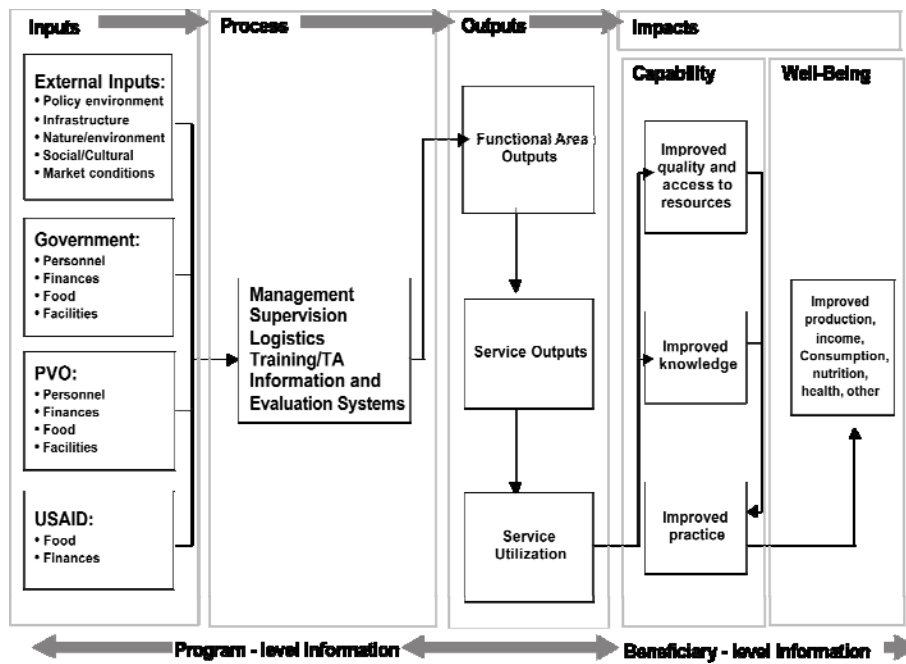 Inputs
Process
Outputs
Impacts
Capability
Well-Being
External Inputs:
• Policy environment
• Infrastructure
• Nature/environment
• Social/Cultural
• Market conditions
Government:
• Personnel
• Finances
• Food
• Facilities
PVO:
• Personnel
• Finances
• Food
• Facilities
USAID:
• Food
• Finances
Management
Supervision
Logistics
Training/TA
Information and
Evaluation Systems
Functional Area
Outputs
Service Outputs
Service
Utilization
Improved
quality and
access to
resources
Improved
knowledge
Improved
practice
Improved
production,
income,
Consumption,
nutrition,
health, other
Program - level Information
Beneficiary - level Information